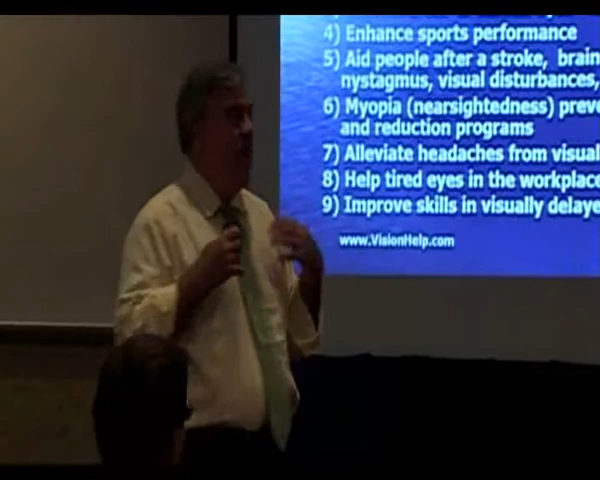 4) Enhance sports performance
5) Aid people after a stroke, brain
nystagmus, visual disturbances,
6) Myopia (nearsightedness) preve
and reduction programs
7) Alleviate headaches from visual
8) Help tired eyes in the workplace
9) Improve skills in visually delaye
www.VisionHelp.com